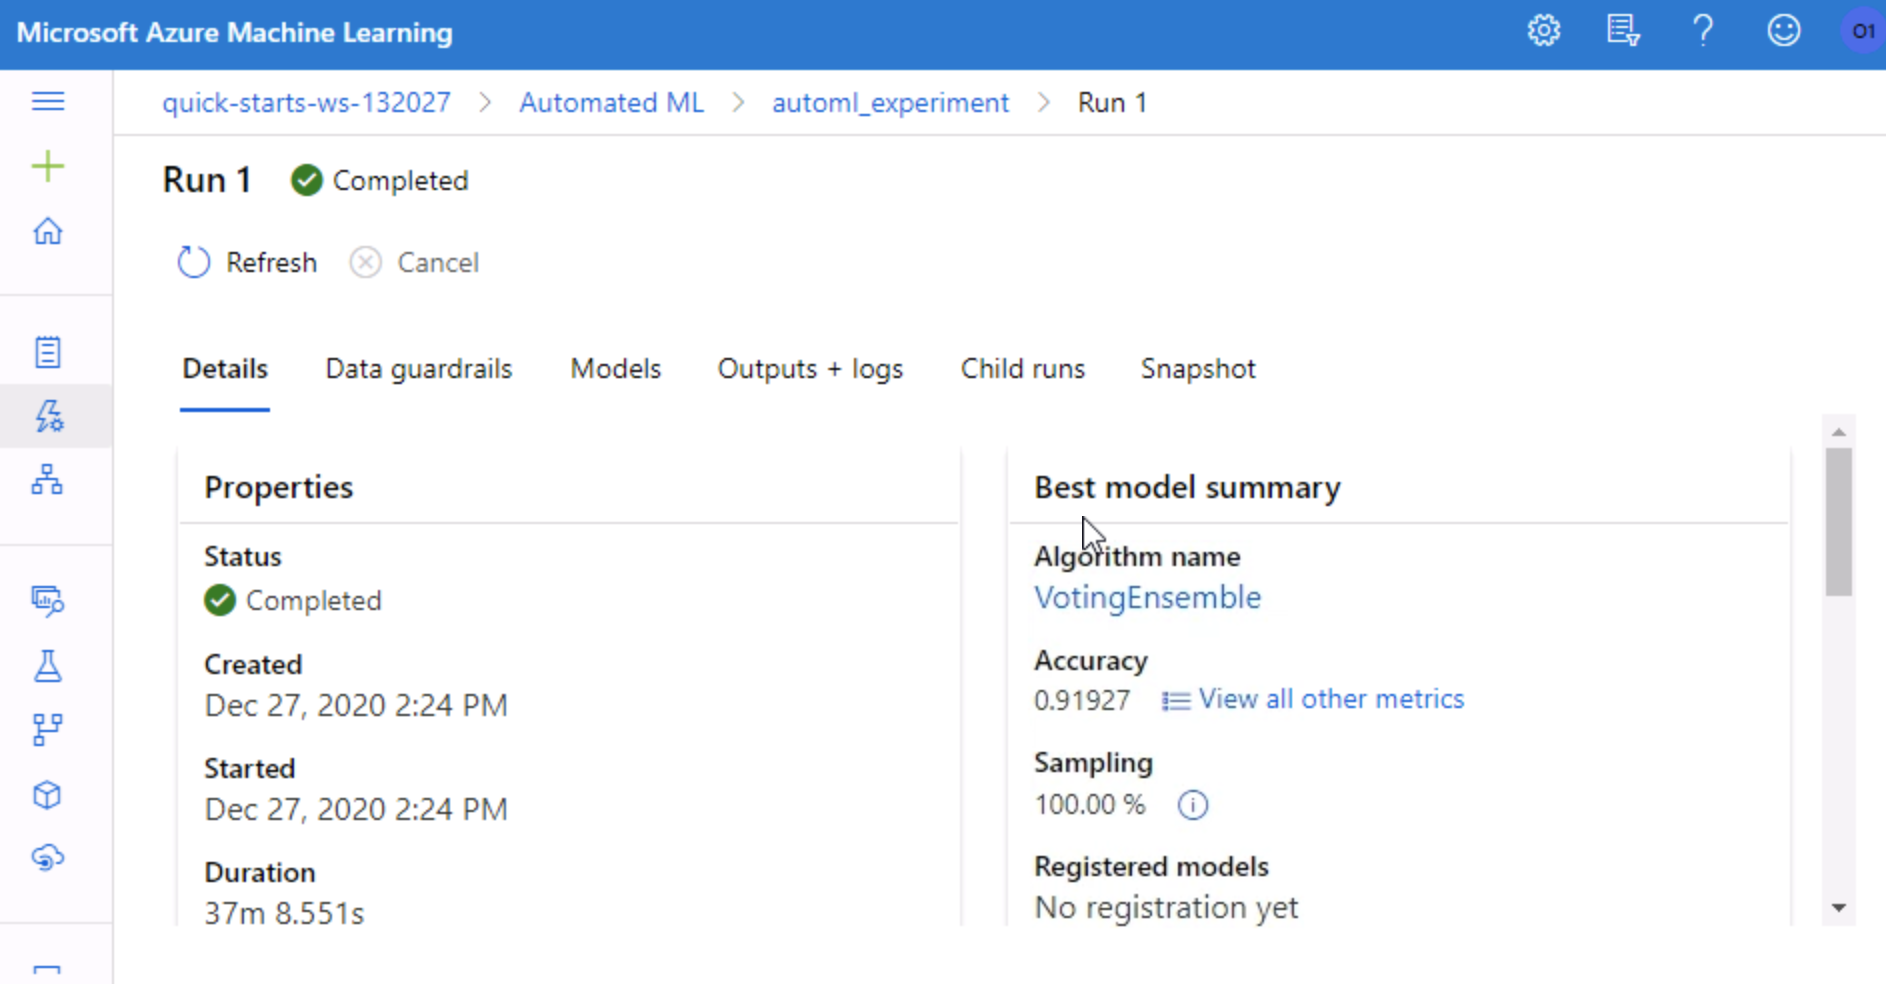 Microsoft Azure Machine Learning
?
O1
quick-starts-ws-132027 > Automated ML > automl_experiment > Run 1
Run 1 Completed
Refresh Cancel
Details Data guardrails Models Outputs + logs Child runs Snapshot
Properties
Status
Completed
Created
Dec 27, 2020 2:24 PM
Started
Dec 27, 2020 2:24 PM
Duration
37m 8.551s
Best model summary
Algorithm name
VotingEnsemble
Accuracy
0.91927 View all other metrics
Sampling
100.00 %
Registered models
No registration yet